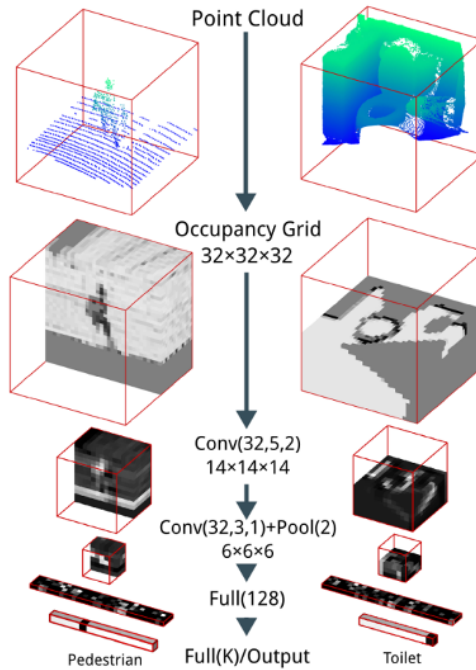 Point Cloud
Occupancy Grid
32×32×32
Conv(32,5,2)
14×14×14
Conv(32,3,1)+Pool(2)
6×6×6
Full(128)
Pedestrian
Full(K)/Output
Toilet